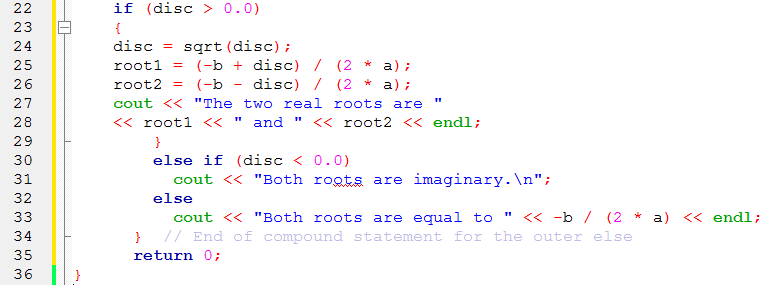 22 if (disc > 0.0)
23 {
24 disc = sqrt(disc);
25 root1 = (-b + disc) / (2 * a);
26 root2 = (-b - disc) / (2 * a);
27 cout << "The two real roots are "
28 << root1 << " and " << root2 << endl;
29 }
30 else if (disc < 0.0)
31 cout << "Both roots are imaginary.\n";
32 else
33 cout << "Both roots are equal to " << -b / (2 * a) << endl;
34 } // End of compound statement for the outer else
35 return 0;
36 }